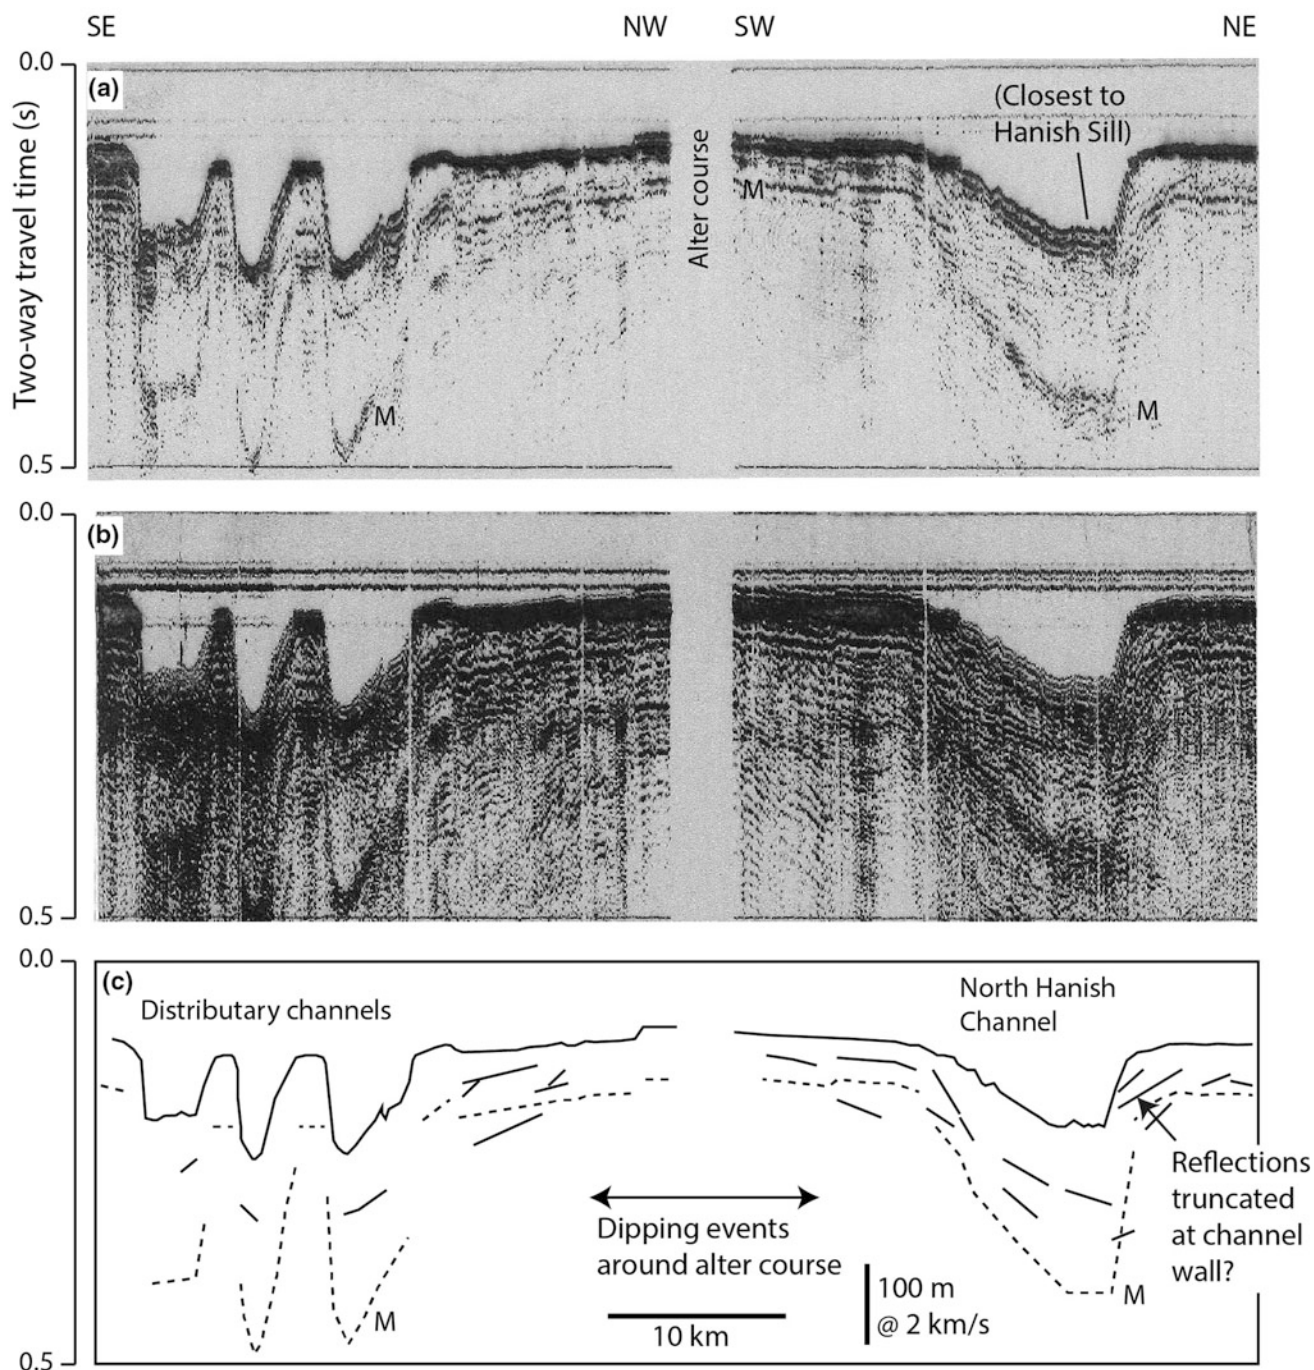 SE
NW
SW
NE
0.0
(a)
Two-way travel time (s)
(Closest to
Hanish Sill)
Alter course
M
M
M
0.5
0.0
(b)
0.5
0.0
(c)
Distributary channels
North Hanish
Channel
Reflections
truncated
at channel
wall?
Dipping events
around alter course
M
M
100 m
@ 2 km/s
10 km
0.5